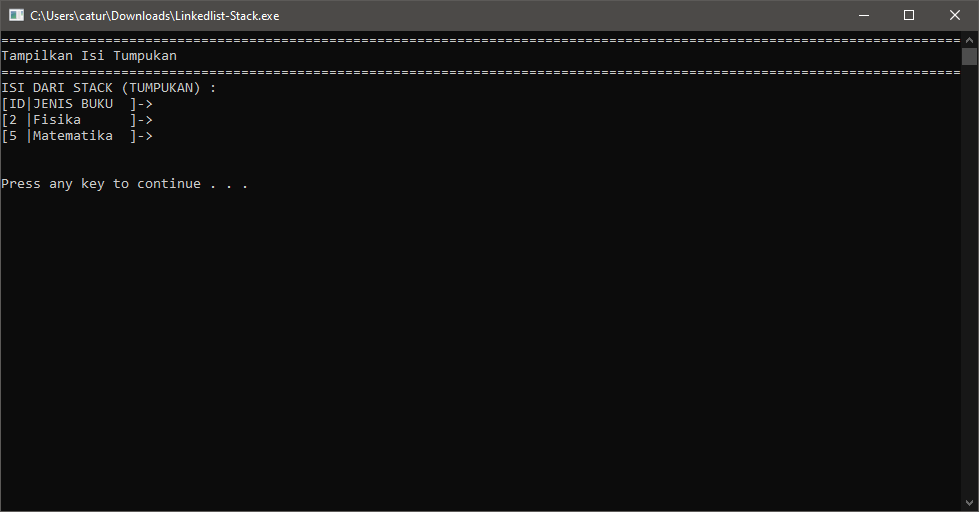 C:\Users\catur\Downloads\Linkedlist-Stack.exe
========================================================================================================================
Tampilkan Isi Tumpukan
========================================================================================================================
ISI DARI STACK (TUMPUKAN) :
[ID|JENIS BUKU  ]->
[2 |Fisika      ]->
[5 |Matematika  ]->
Press any key to continue . . .